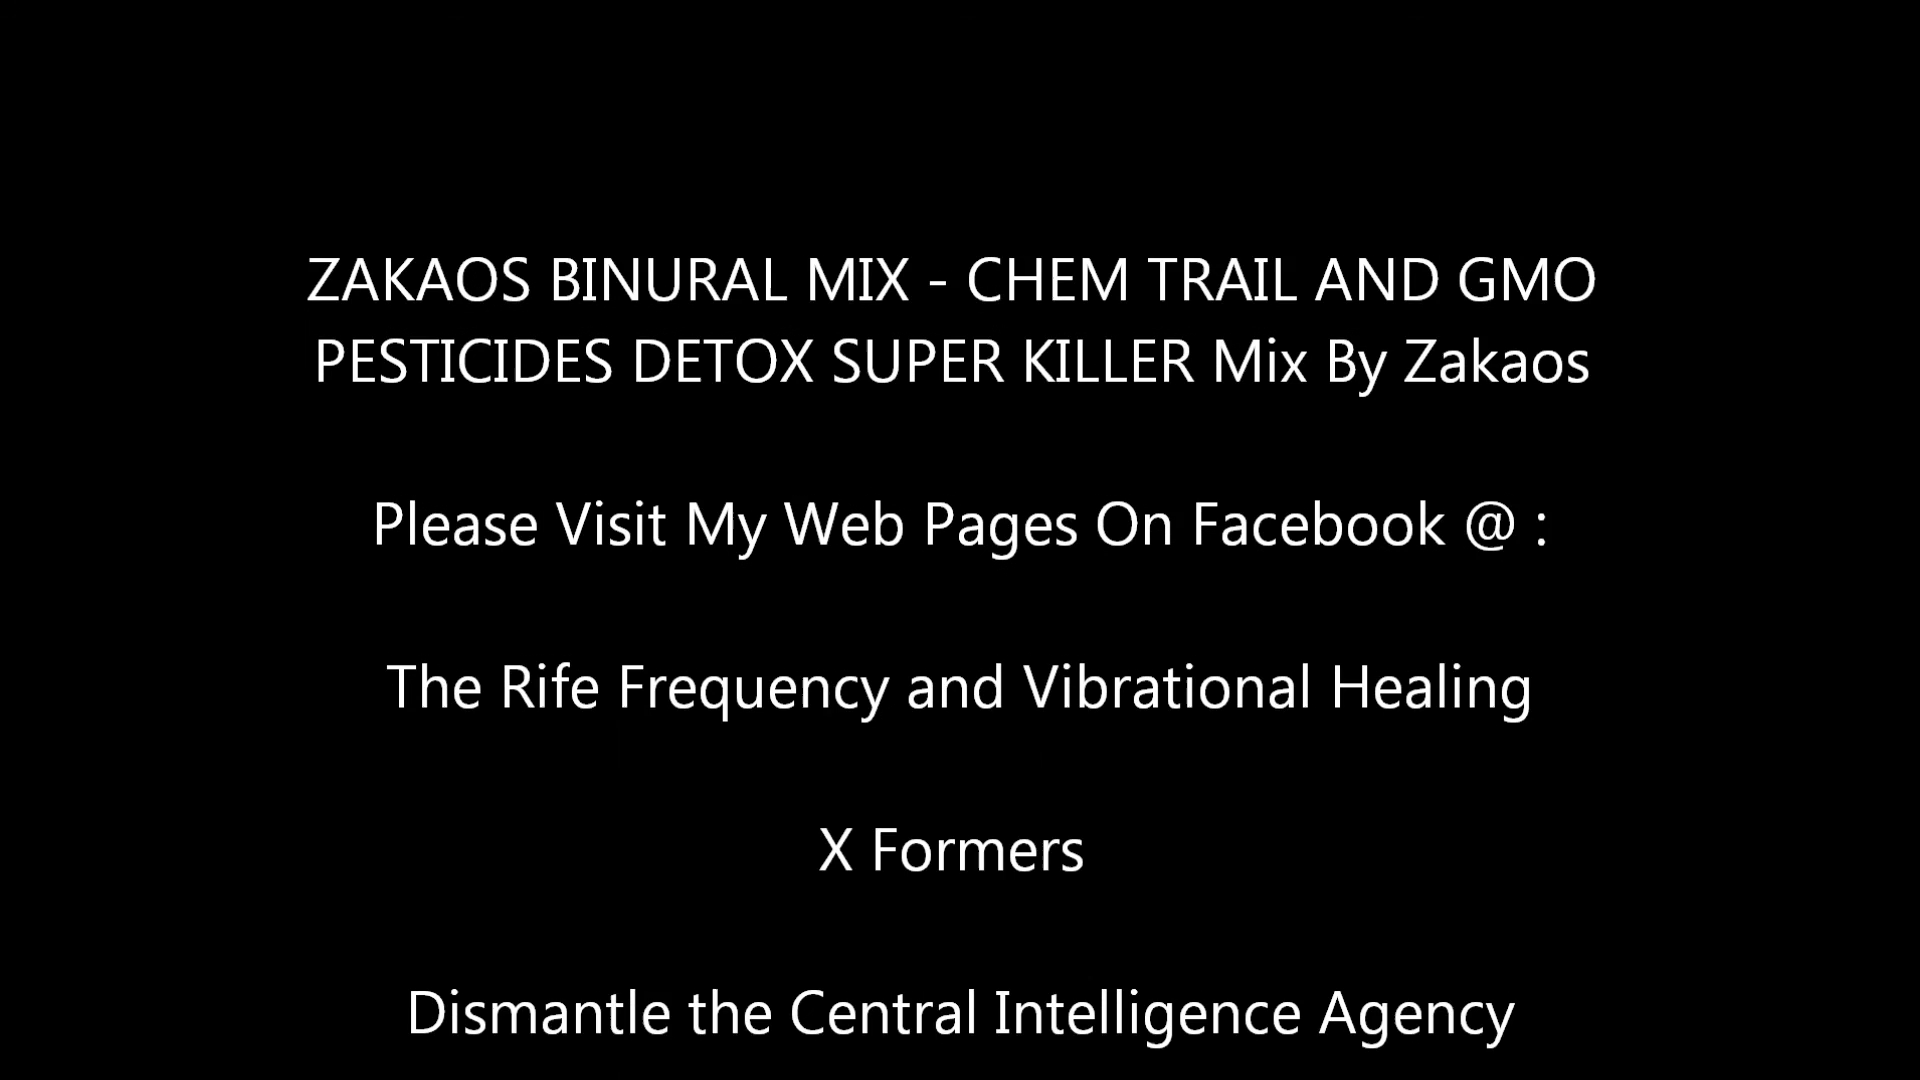 ZAKAOS BINURAL MIX - CHEM TRAIL AND GMO
PESTICIDES DETOX SUPER KILLER Mix By Zakaos
Please Visit My Web Pages On Facebook @ :
The Rife Frequency and Vibrational Healing
X Formers
Dismantle the Central Intelligence Agency